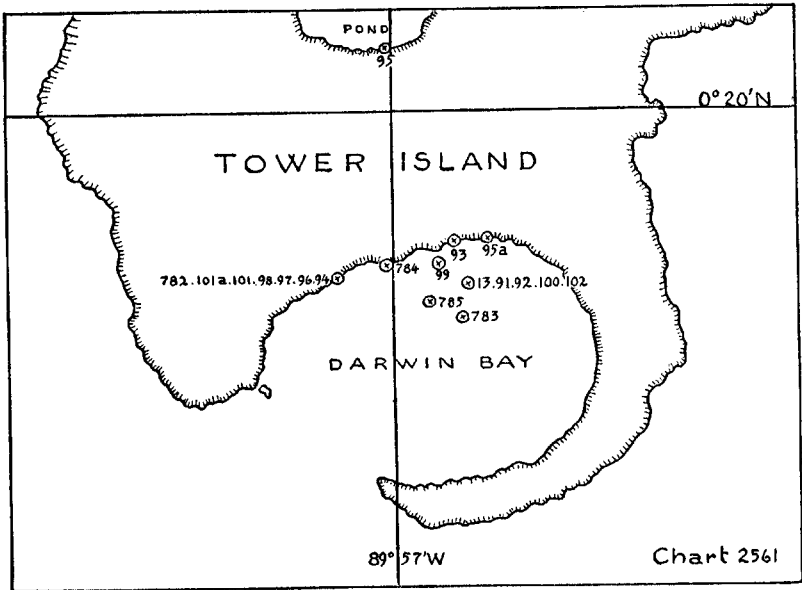 POND
95
0° 20'N
TOWER ISLAND
93
95a
784
99
782.101a.101.98.97.96.94
13.91.92.100.102
785
783
DARWIN BAY
89° 57'W
Chart 2561